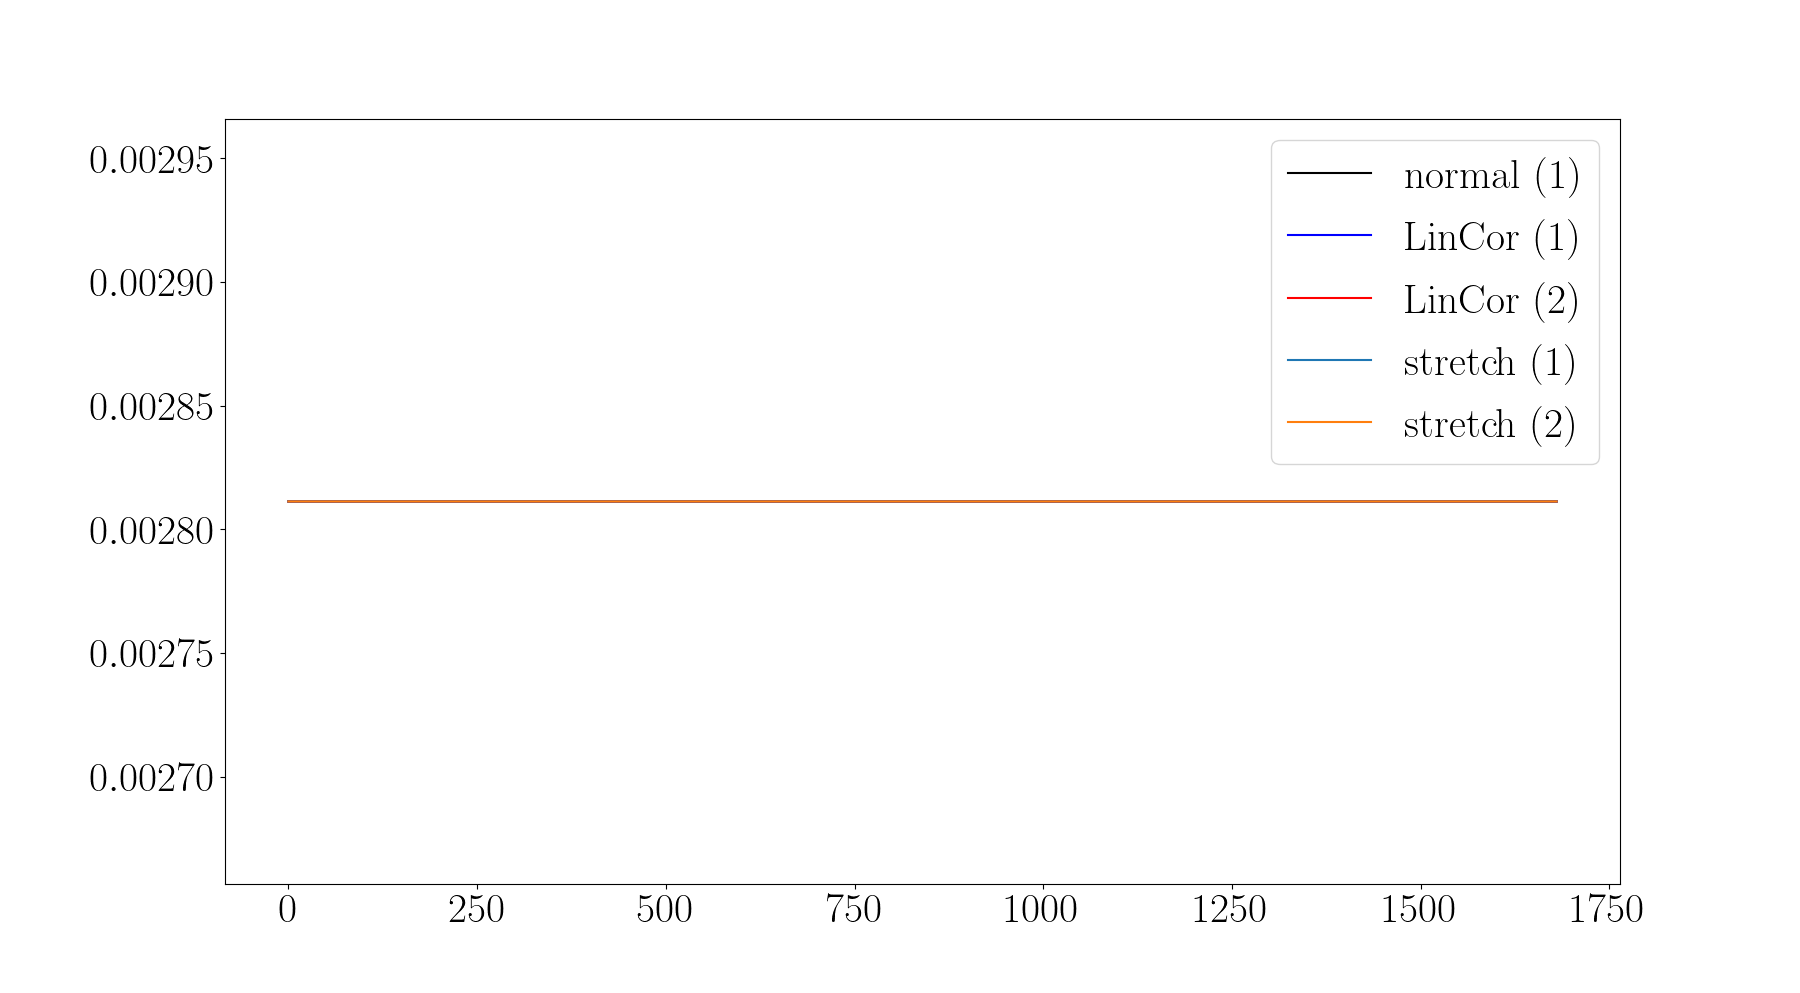 0.00295
0.00290
0.00285
0.00280
0.00275
0.00270
normal (1)
LinCor (1)
LinCor (2)
stretch (1)
stretch (2)
0 250 500 750 1000 1250 1500 1750